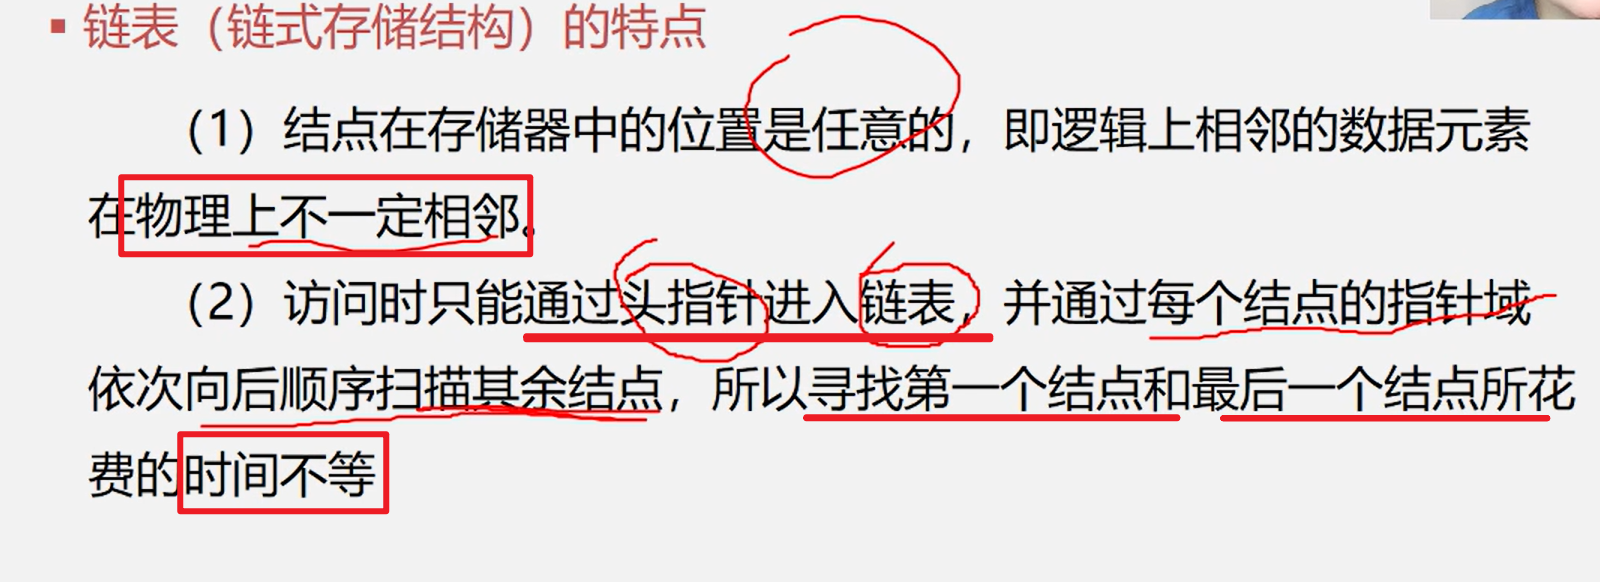 ▪ 链表（链式存储结构）的特点
（1）结点在存储器中的位置是任意的，即逻辑上相邻的数据元素
在物理上不一定相邻。
（2）访问时只能通过头指针进入链表，并通过每个结点的指针域
依次向后顺序扫描其余结点，所以寻找第一个结点和最后一个结点所花
费的时间不等